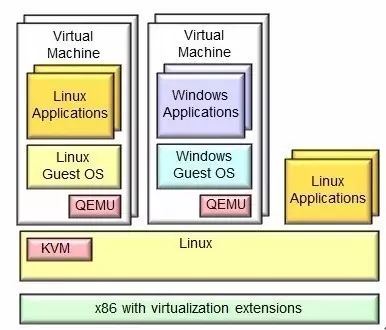 Virtual
Machine
Linux
Applications
Linux
Guest OS
QEMU
Virtual
Machine
Windows
Applications
Windows
Guest OS
QEMU
Linux
Applications
KVM
Linux
x86 with virtualization extensions